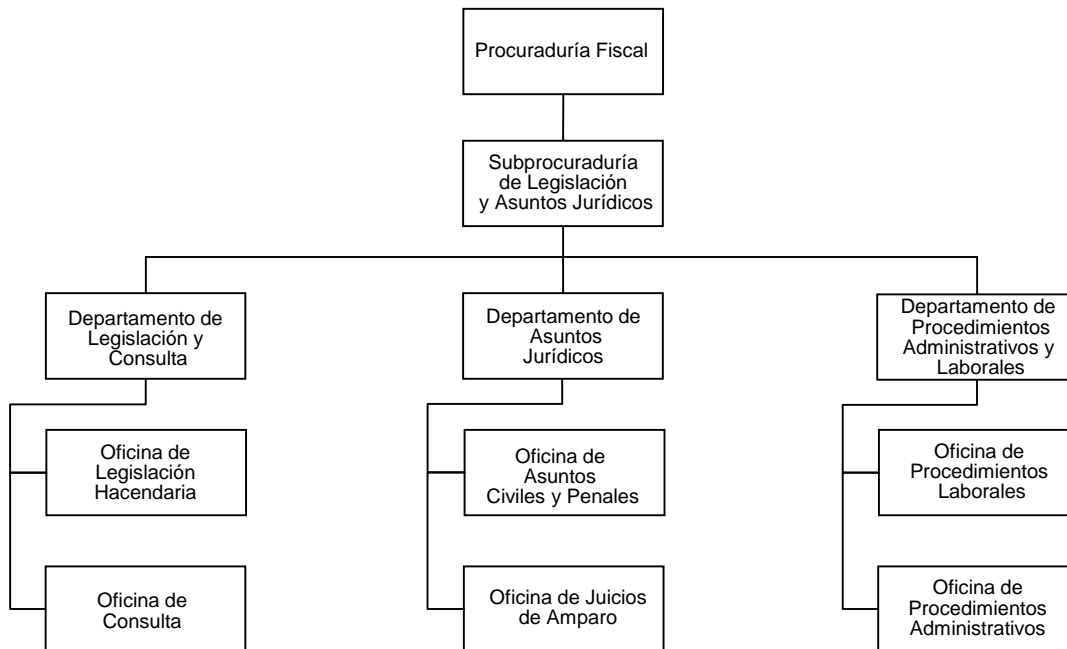 Procuraduría Fiscal
Subprocuraduría
de Legislación
y Asuntos Jurídicos
Departamento de
Legislación y
Consulta
Departamento de
Asuntos
Jurídicos
Departamento de
Procedimientos
Administrativos y
Laborales
Oficina de
Legislación
Hacendaria
Oficina de
Asuntos
Civiles y Penales
Oficina de
Procedimientos
Laborales
Oficina de
Consulta
Oficina de Juicios
de Amparo
Oficina de
Procedimientos
Administrativos